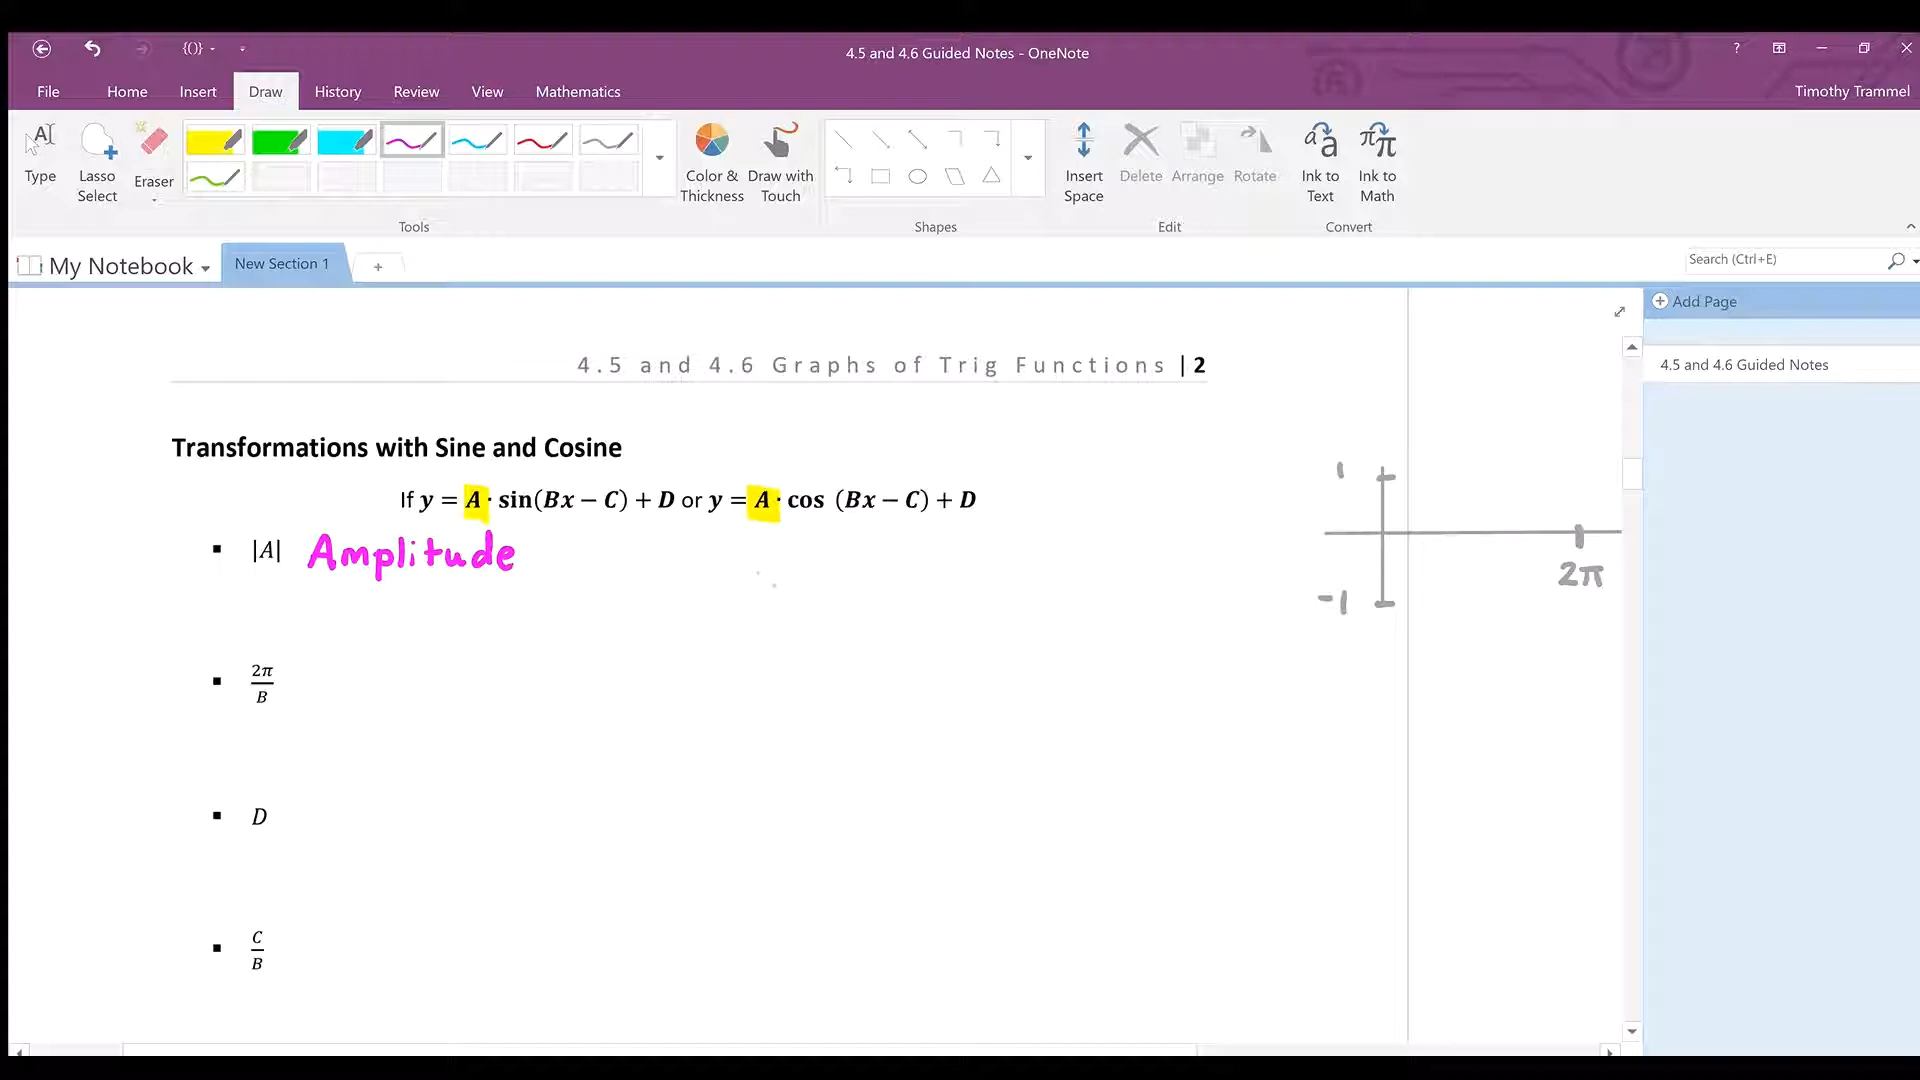 4.5 and 4.6 Guided Notes - OneNote
File Home Insert Draw History Review View Mathematics Timothy Trammel
Type Lasso Select Eraser Color & Thickness Draw with Touch Insert Space Delete Arrange Rotate Ink to Text Ink to Math
Tools Shapes Edit Convert
My Notebook New Section 1 Search (Ctrl+E)
Add Page
4.5 and 4.6 Guided Notes
4.5 and 4.6 Graphs of Trig Functions |2
Transformations with Sine and Cosine
If y = A · sin(Bx − C) + D or y = A · cos (Bx − C) + D
▪ |A| Amplitude
1
2π
-1
▪ 2π/B
▪ D
▪ C/B